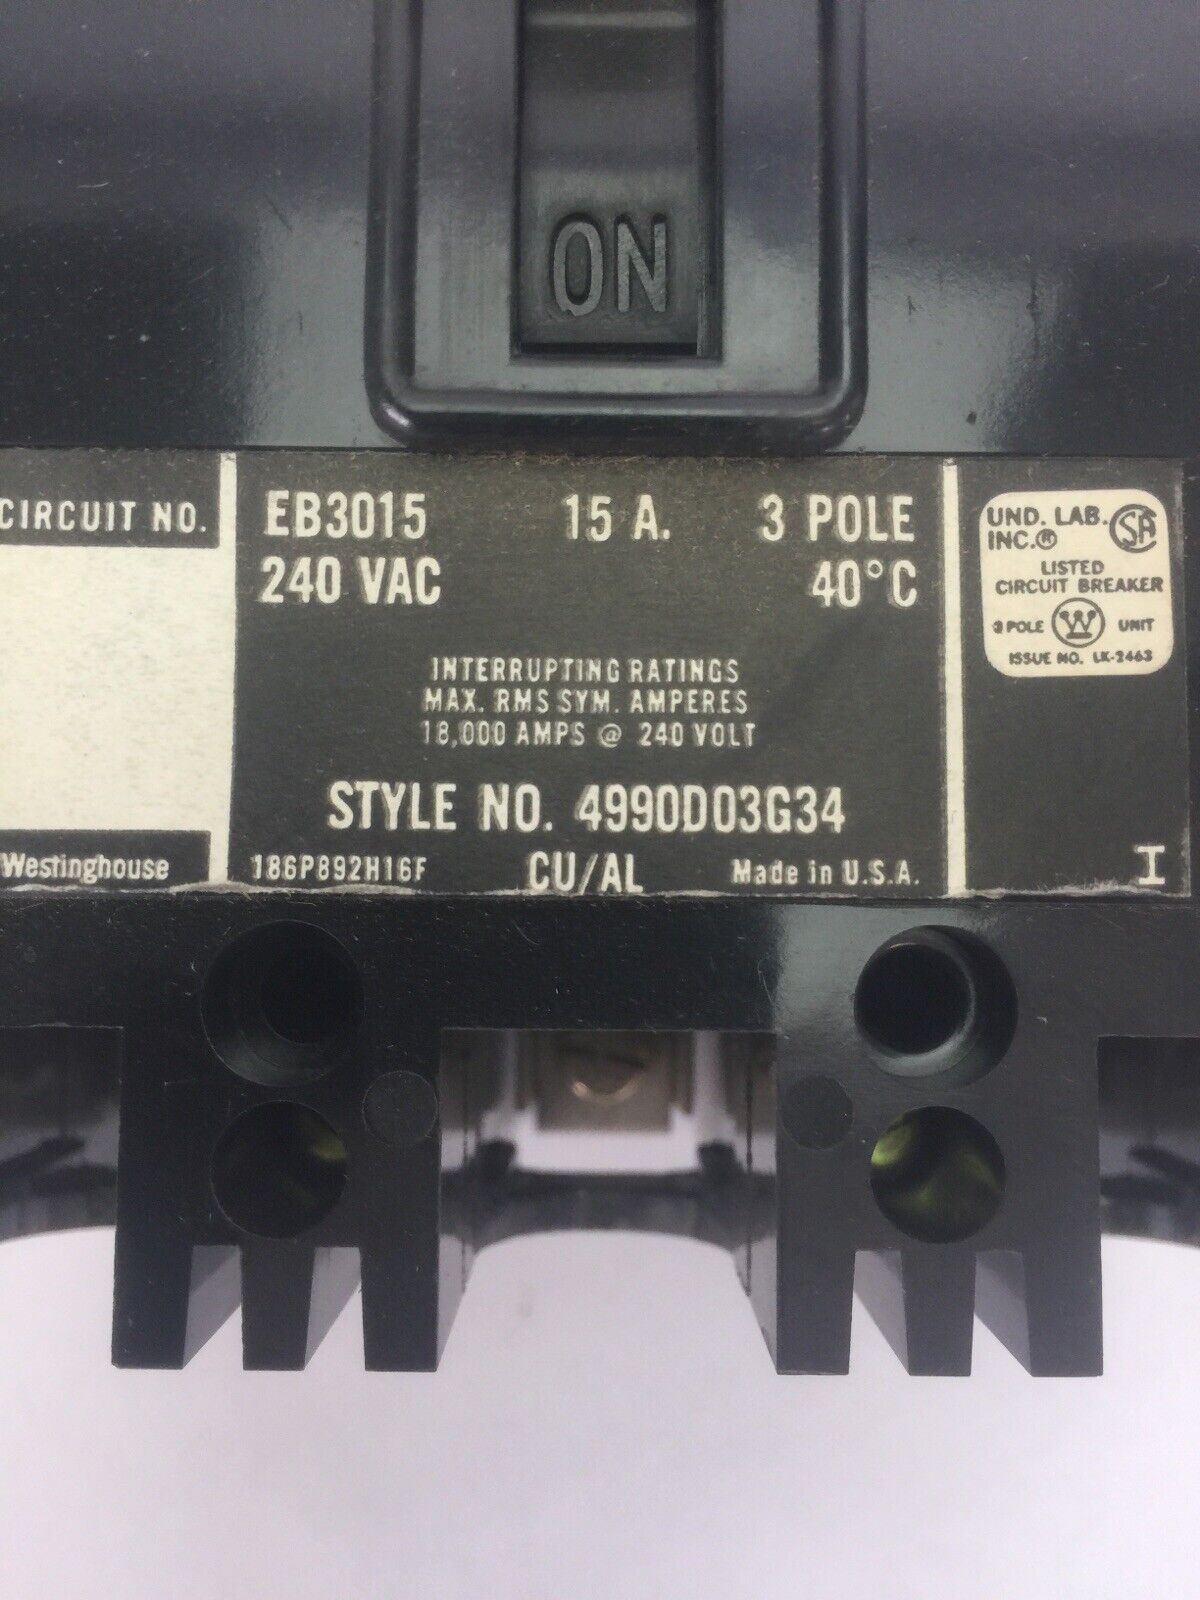 ON
CIRCUIT NO.
EB3015 15 A. 3 POLE
240 VAC 40°C
INTERRUPTING RATINGS
MAX. RMS SYM. AMPERES
18,000 AMPS @ 240 VOLT
STYLE NO. 4990D03G34
Westinghouse
186P892H16F CU/AL Made in U.S.A.
UND. LAB. SA
INC.®
LISTED
CIRCUIT BREAKER
3 POLE W UNIT
ISSUE NO. LK-2463
I